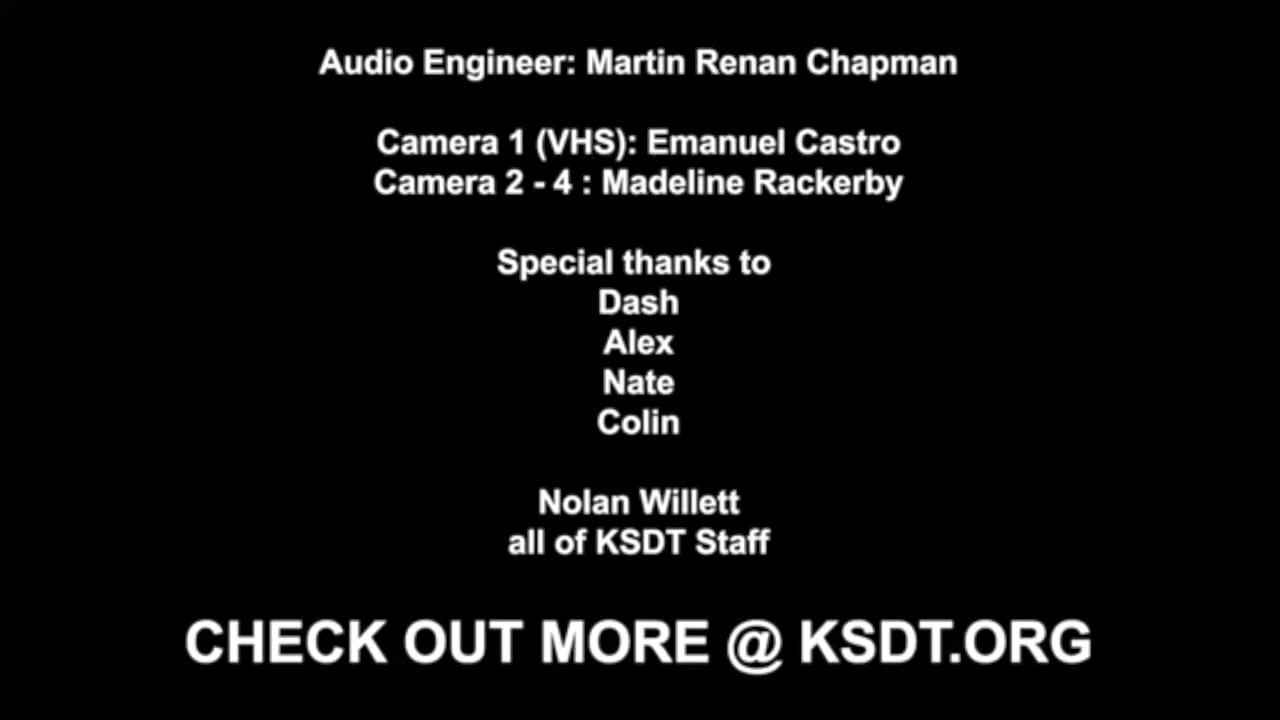 Audio Engineer: Martin Renan Chapman
Camera 1 (VHS): Emanuel Castro
Camera 2 - 4 : Madeline Rackerby
Special thanks to
Dash
Alex
Nate
Colin
Nolan Willett
all of KSDT Staff
CHECK OUT MORE @ KSDT.ORG